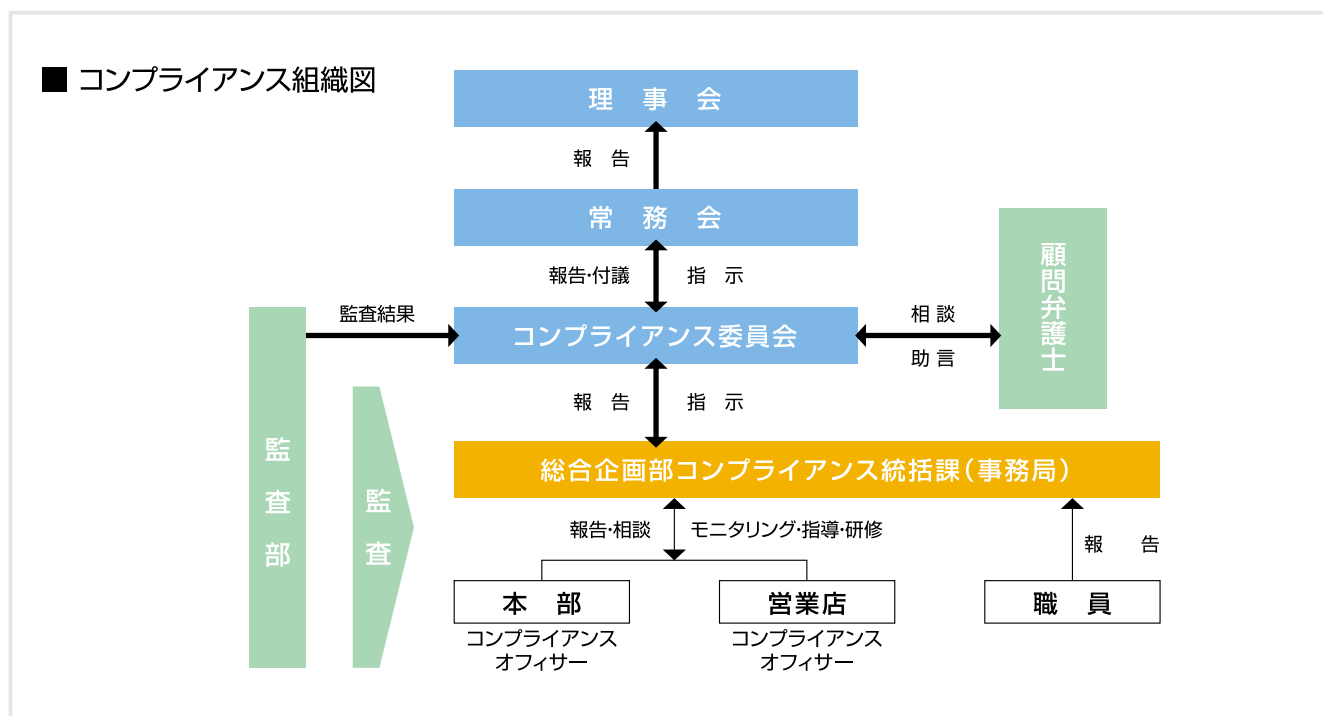 ■ コンプライアンス組織図
理事会
報告
常務会
報告・付議 指示
監査結果
コンプライアンス委員会
相談
助言
顧問弁護士
報告 指示
監査部
監査
総合企画部コンプライアンス統括課（事務局）
報告・相談 モニタリング・指導・研修
報告
本部
コンプライアンス
オフィサー
営業店
コンプライアンス
オフィサー
職員